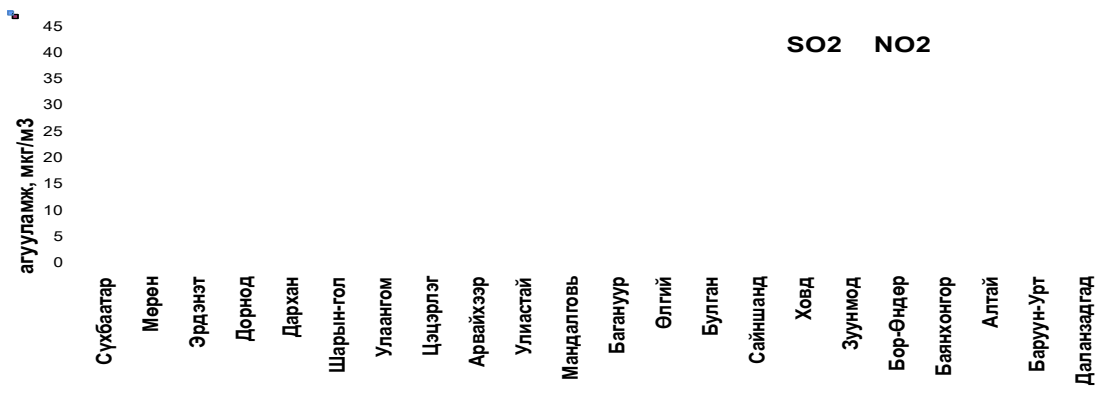 SO2 NO2
агууламж, мкг/м3
45
40
35
30
25
20
15
10
5
0
Сүхбаатар
Мөрөн
Эрдэнэт
Дорнод
Дархан
Шарын-гол
Улаангом
Цэцэрлэг
Арвайхээр
Улиастай
Мандалговь
Багануур
Өлгий
Булган
Сайншанд
Ховд
Зуунмод
Бор-Өндөр
Баянхонгор
Алтай
Баруун-Урт
Даланзадгад